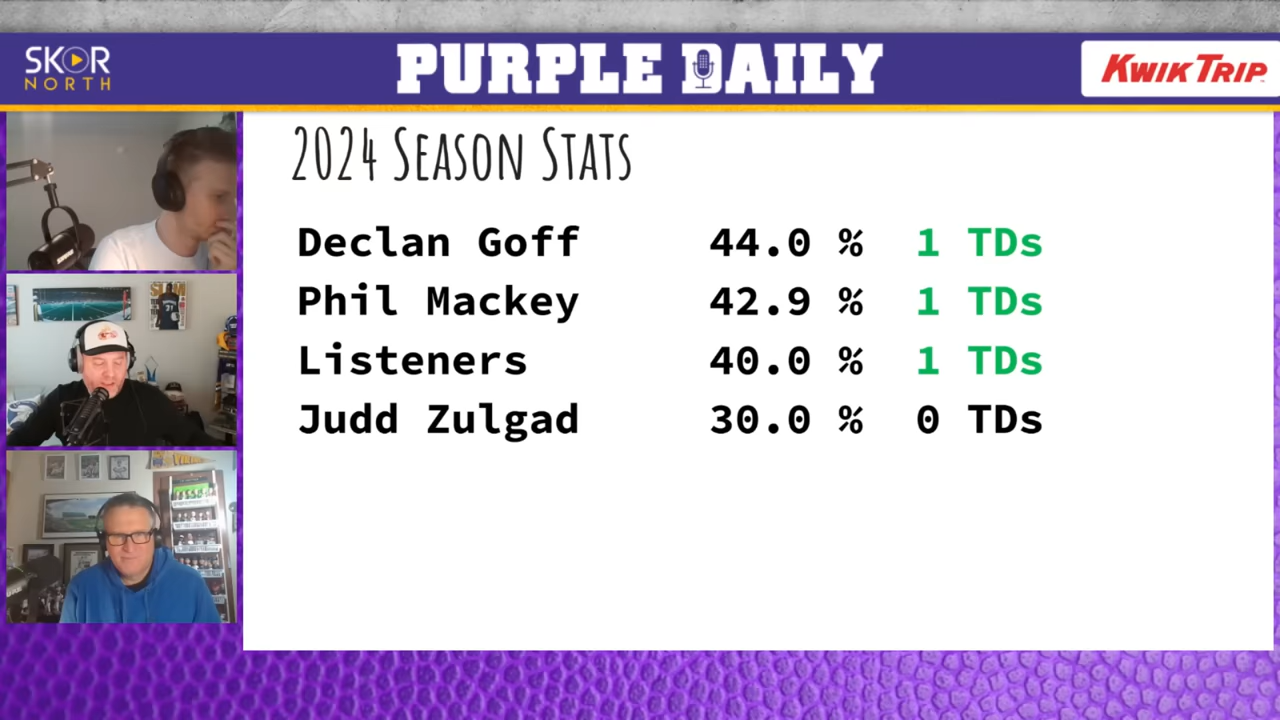 SKOR
NORTH
PURPLE DAILY
KWIK TRIP
2024 SEASON STATS
Declan Goff 44.0 % 1 TDs
Phil Mackey 42.9 % 1 TDs
Listeners 40.0 % 1 TDs
Judd Zulgad 30.0 % 0 TDs